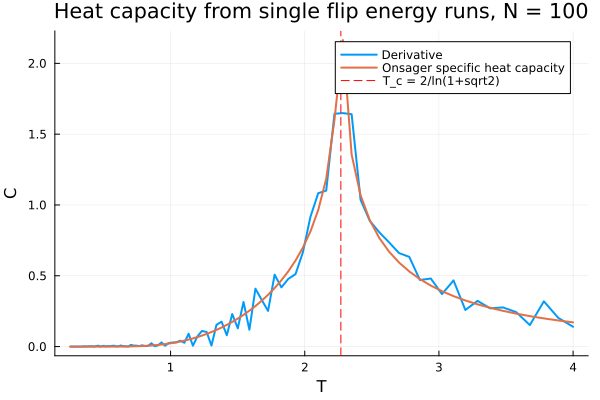 Heat capacity from single flip energy runs, N = 100
Derivative
Onsager specific heat capacity
T_c = 2/ln(1+sqrt2)
2.0
1.5
1.0
0.5
0.0
C
1 2 3 4
T